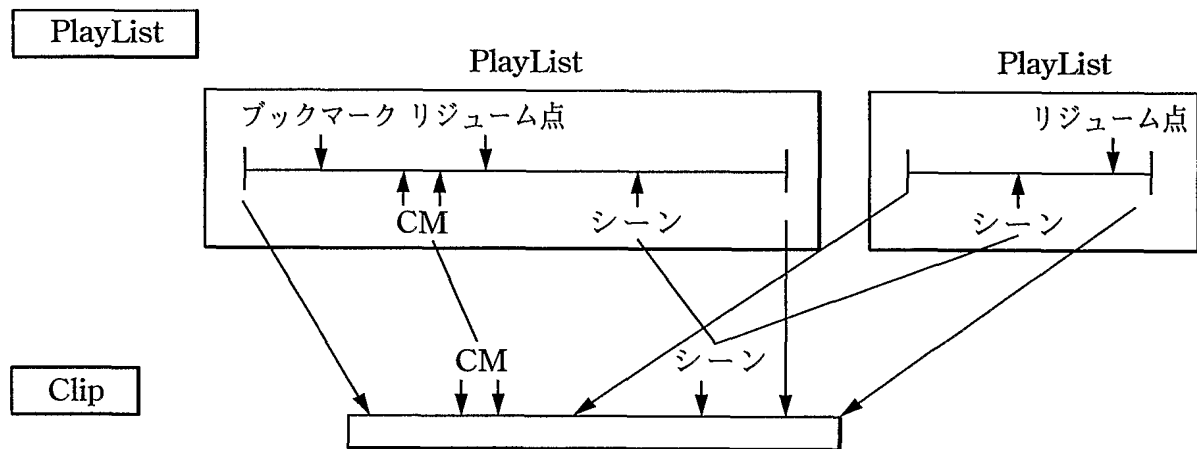 PlayList
PlayList PlayList
ブックマーク リジューム点 リジューム点
CM シーン シーン
CM シーン
Clip